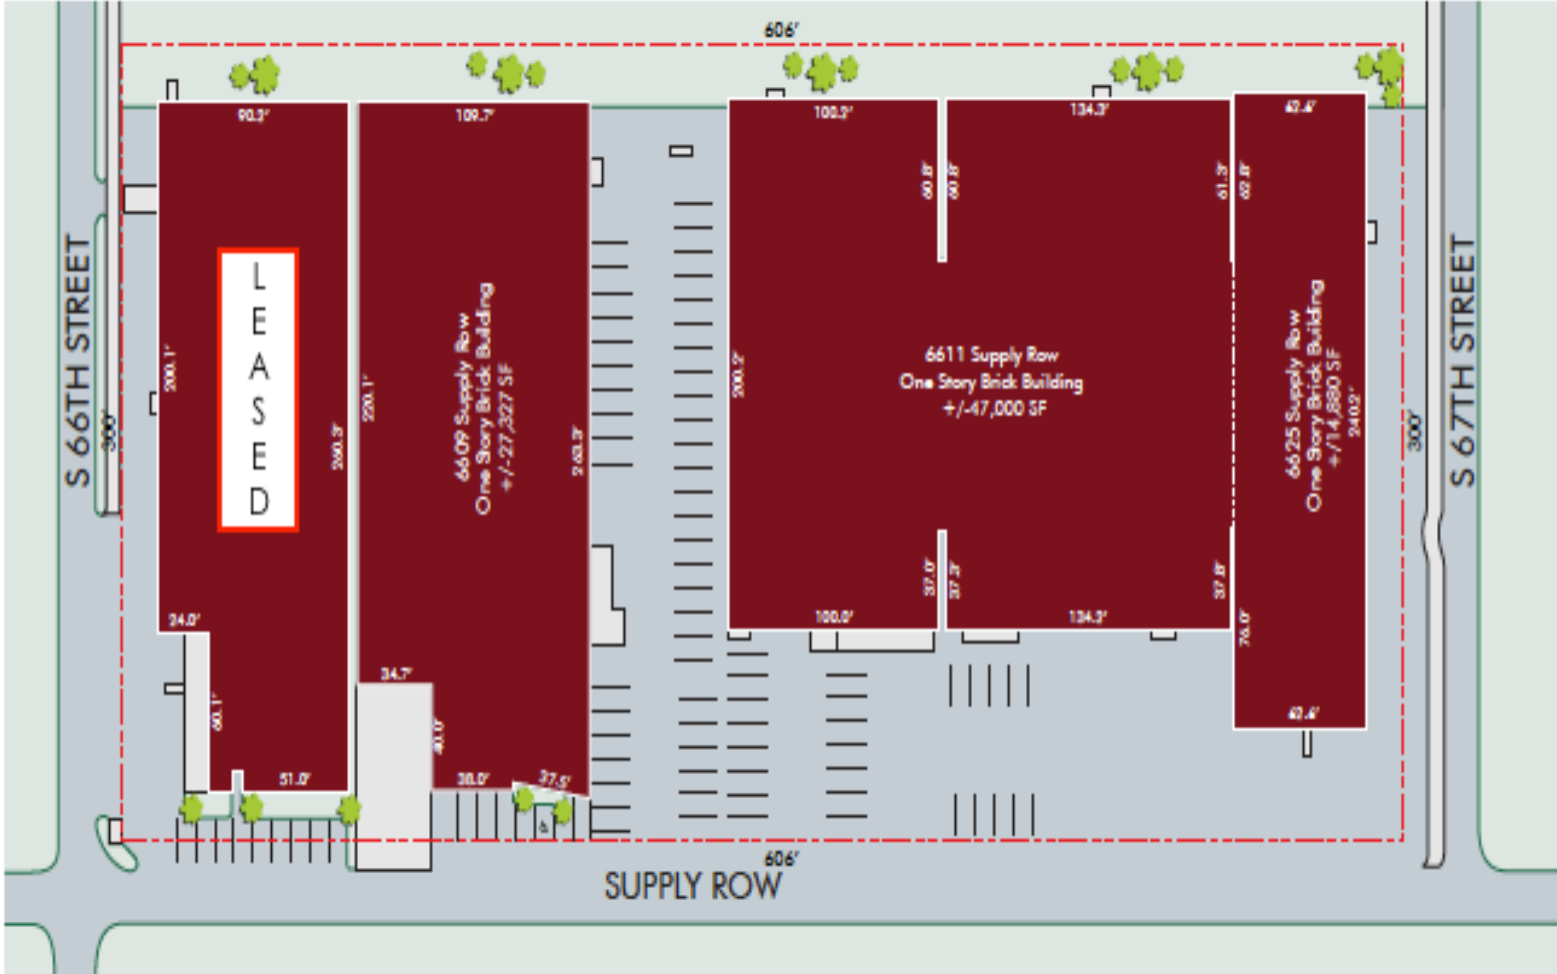 606'
90.2'
109.7'
100.2'
134.3'
62.6'
60.8'
60.8'
61.3'
62.8'
S 66TH STREET
300'
200.1'
L
E
A
S
E
D
260.3'
220.1'
6609 Supply Row
One Story Brick Building
+/-27,327 SF
263.3'
200.2'
6611 Supply Row
One Story Brick Building
+/-47,000 SF
6625 Supply Row
One Story Brick Building
+/14,880 SF
240.2'
300'
S 67TH STREET
37.0'
37.3'
37.8'
76.0'
24.0'
100.0'
134.3'
34.7'
60.1'
40.0'
62.6'
51.0'
38.0'
37.5'
606'
SUPPLY ROW